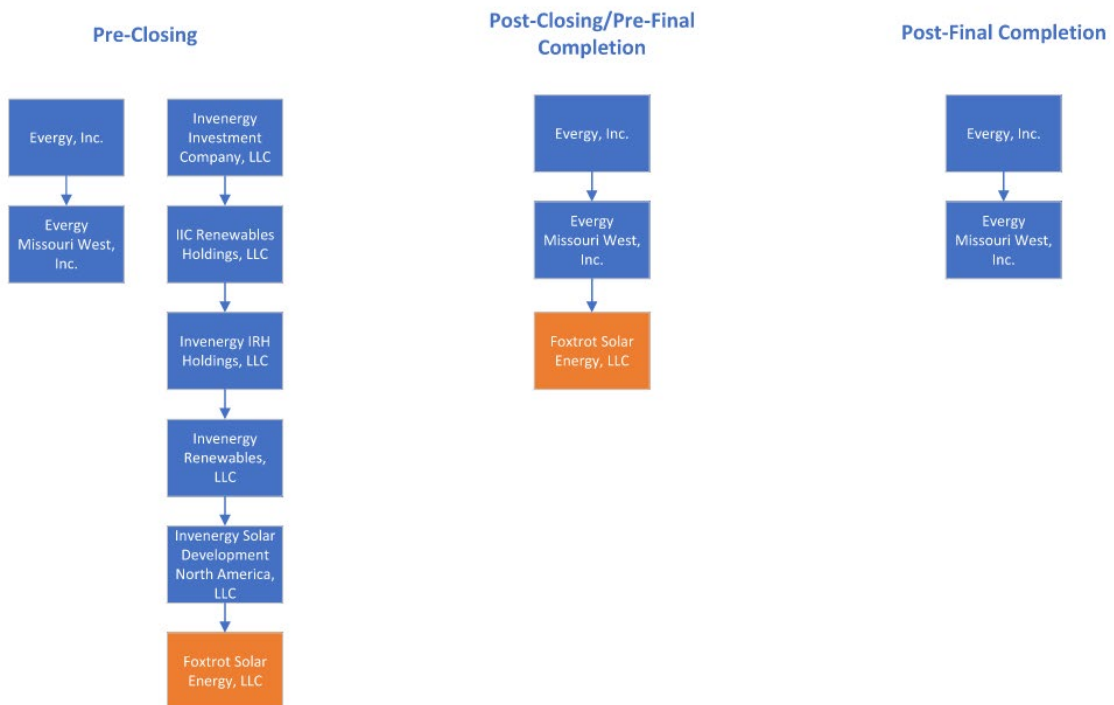 Pre-Closing
Evergy, Inc.
Evergy
Missouri West,
Inc.
Invenergy
Investment
Company, LLC
IIC Renewables
Holdings, LLC
Invenergy IRH
Holdings, LLC
Invenergy
Renewables,
LLC
Invenergy Solar
Development
North America,
LLC
Foxtrot Solar
Energy, LLC
Post-Closing/Pre-Final
Completion
Evergy, Inc.
Evergy
Missouri West,
Inc.
Foxtrot Solar
Energy, LLC
Post-Final Completion
Evergy, Inc.
Evergy
Missouri West,
Inc.